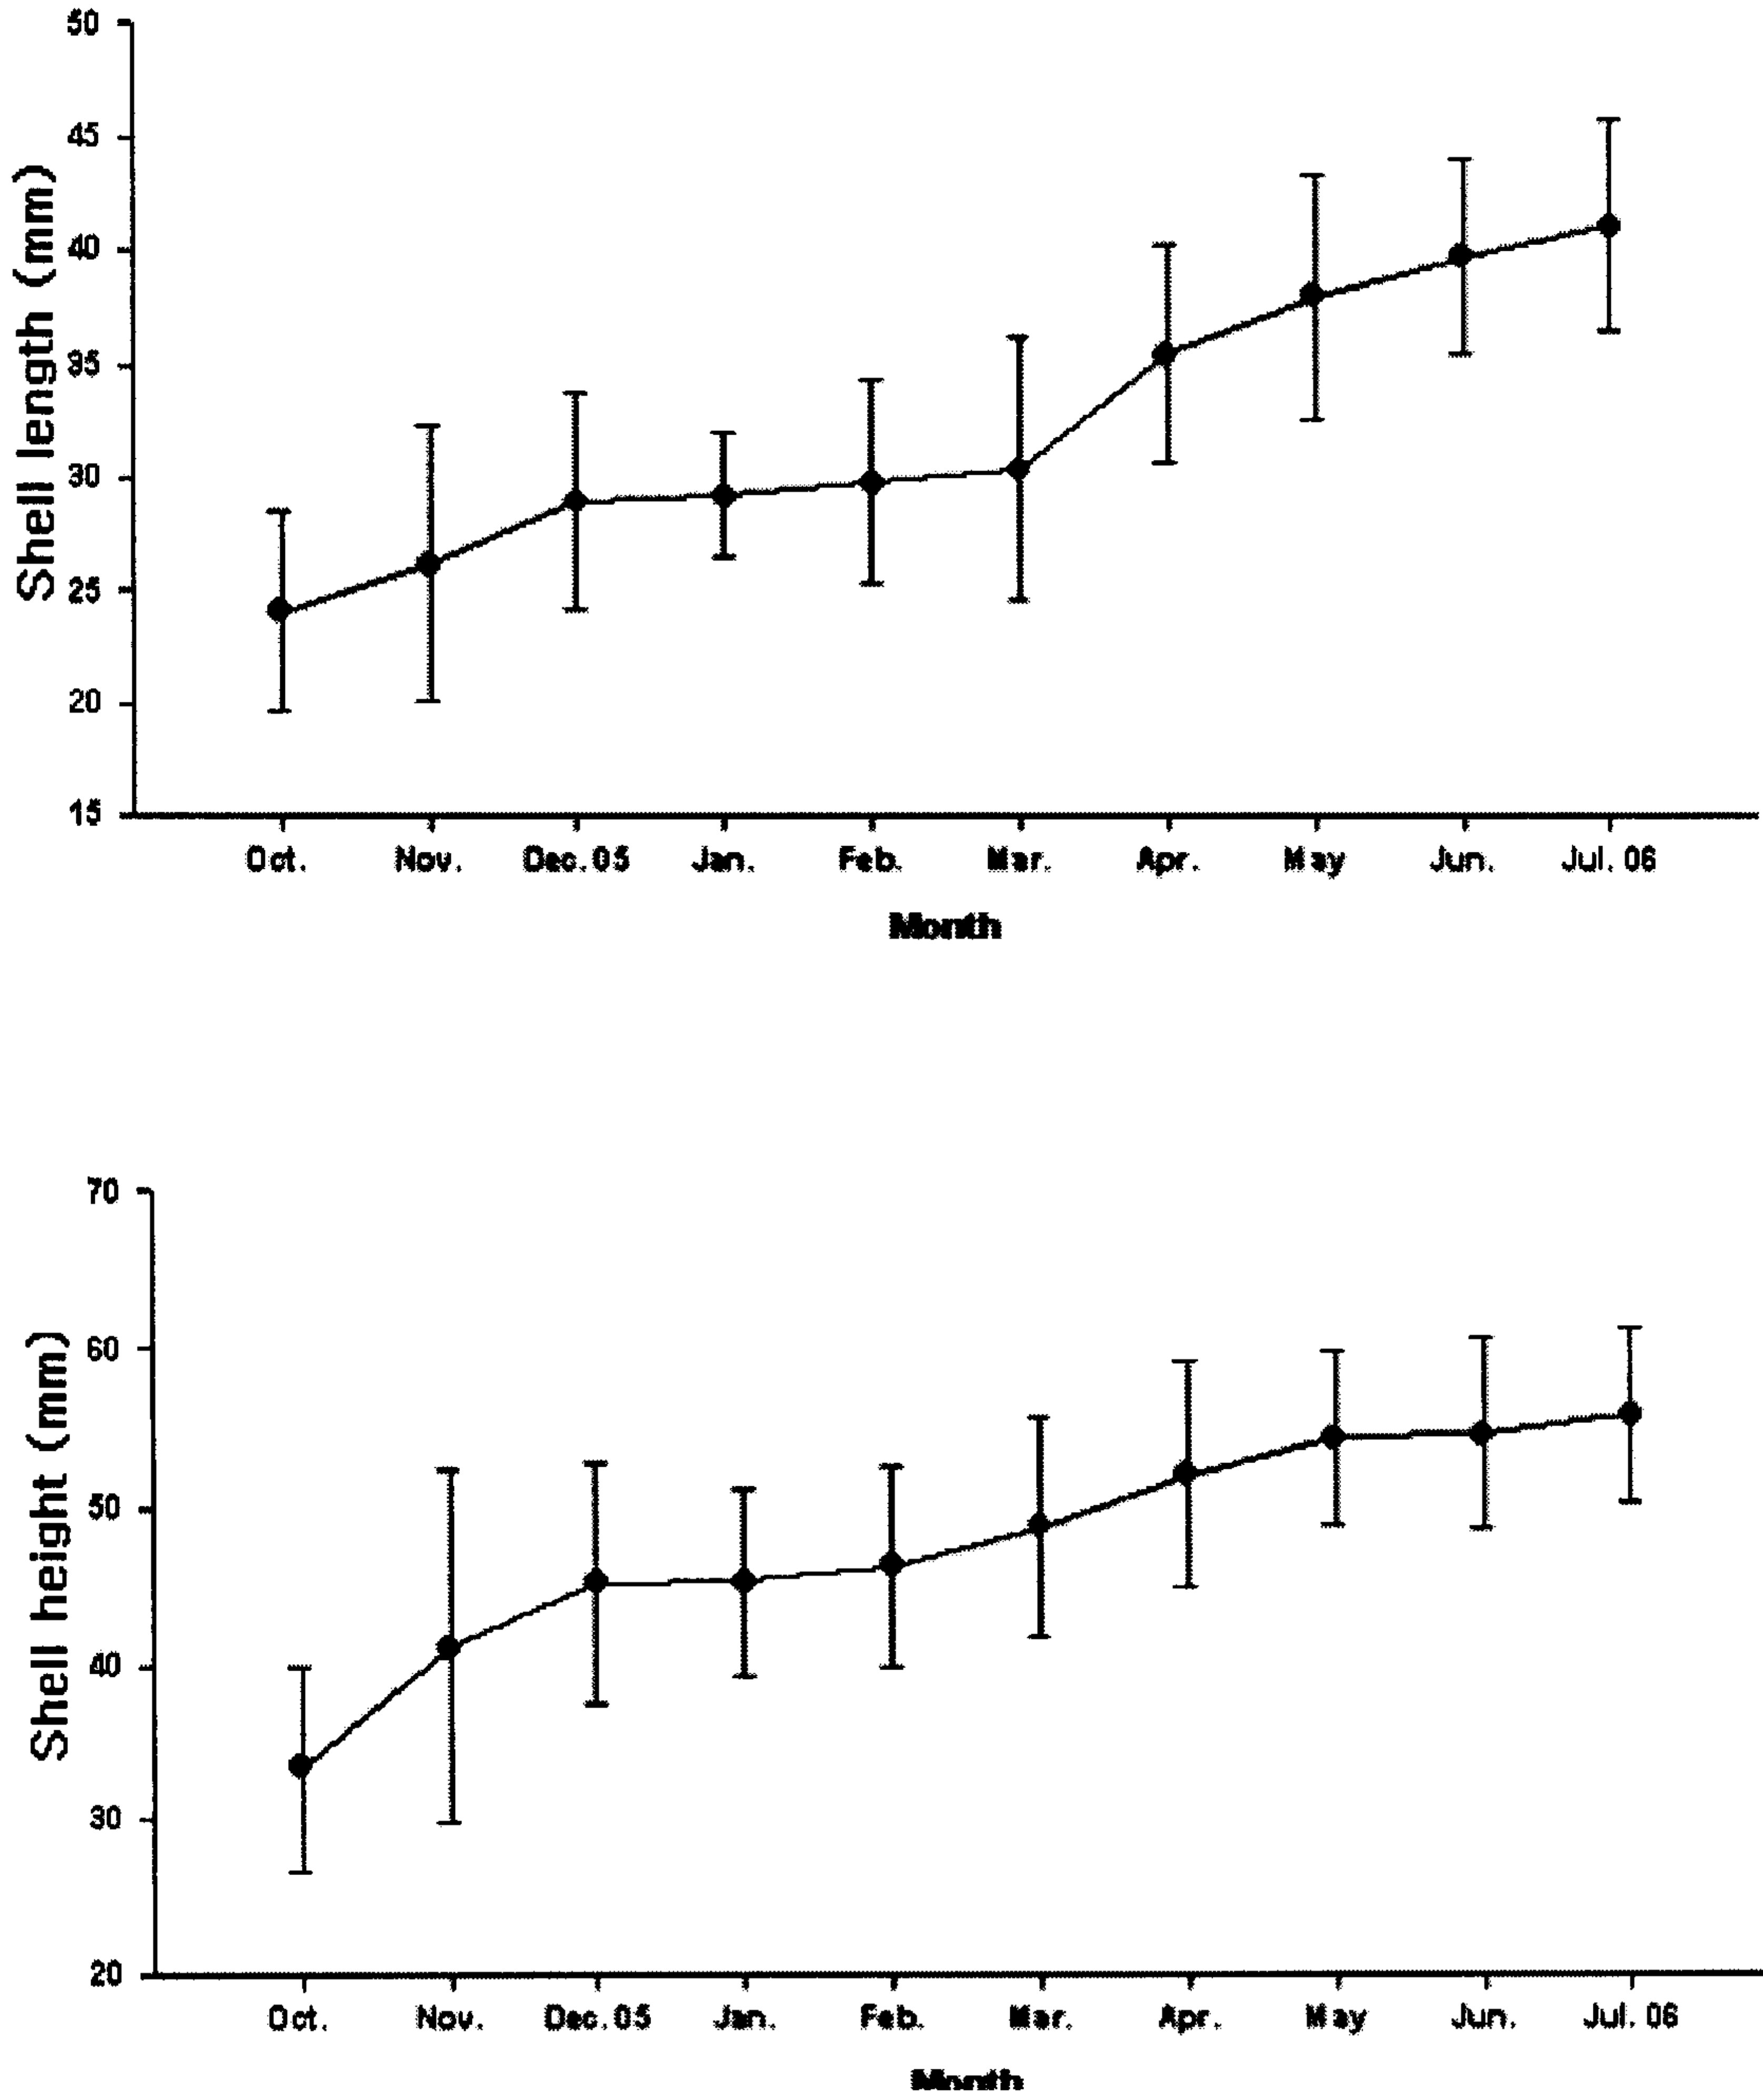 50
45
40
35
30
25
20
15
Shell length (mm)
Oct. Nov. Dec.05 Jan. Feb. Mar. Apr. May Jun. Jul. 06
Month
70
60
50
40
30
20
Shell height (mm)
Oct. Nov. Dec.05 Jan. Feb. Mar. Apr. May Jun. Jul. 06
Month